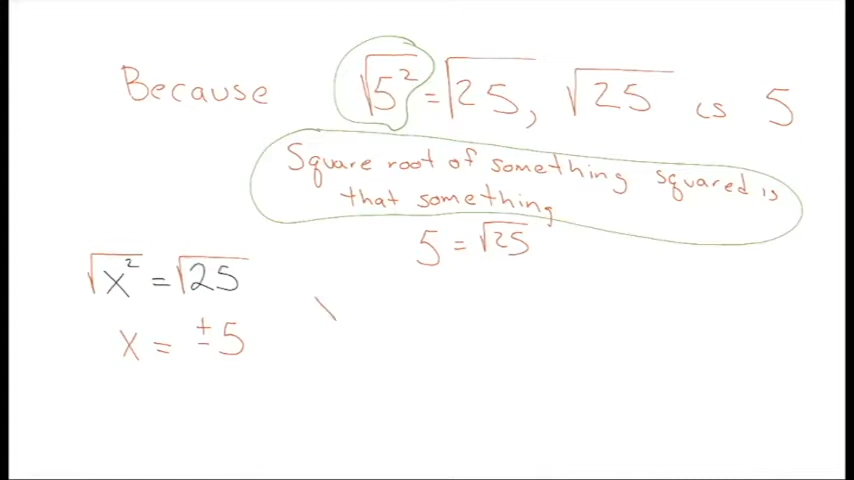 Because √5² = √25, √25 is 5
Square root of something squared is
that something
5 = √25
√x² = √25
x = ±5